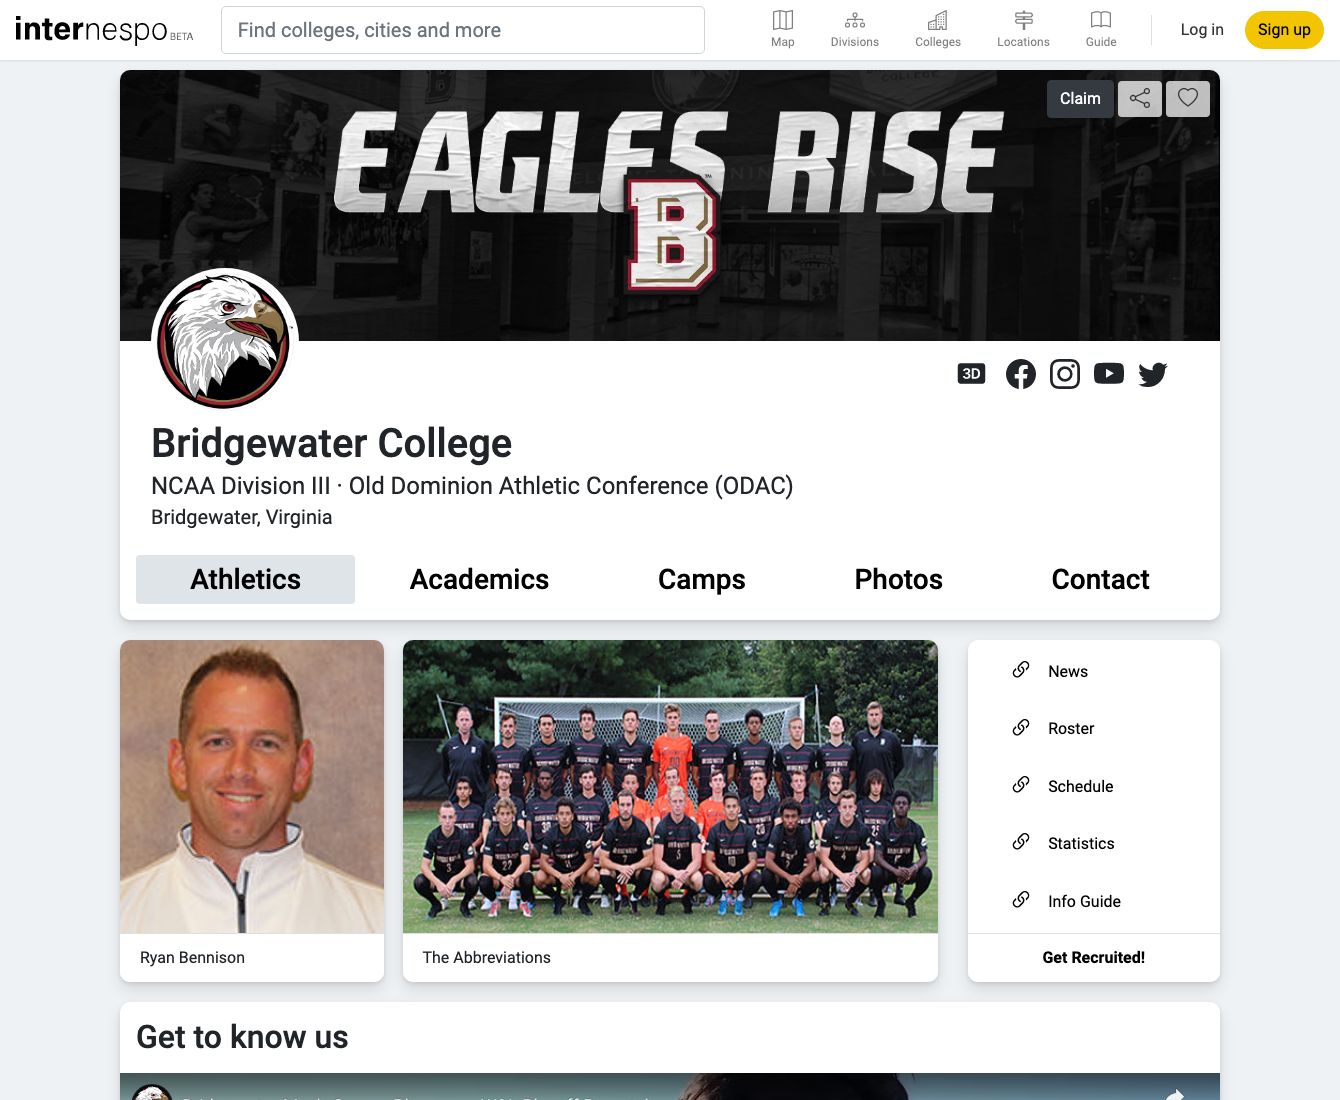 internespo BETA
Find colleges, cities and more
Map
Divisions
Colleges
Locations
Guide
Log in
Sign up
COLLEGE
Claim
EAGLES RISE
B
3D
Bridgewater College
NCAA Division III · Old Dominion Athletic Conference (ODAC)
Bridgewater, Virginia
Athletics
Academics
Camps
Photos
Contact
Ryan Bennison
The Abbreviations
News
Roster
Schedule
Statistics
Info Guide
Get Recruited!
Get to know us